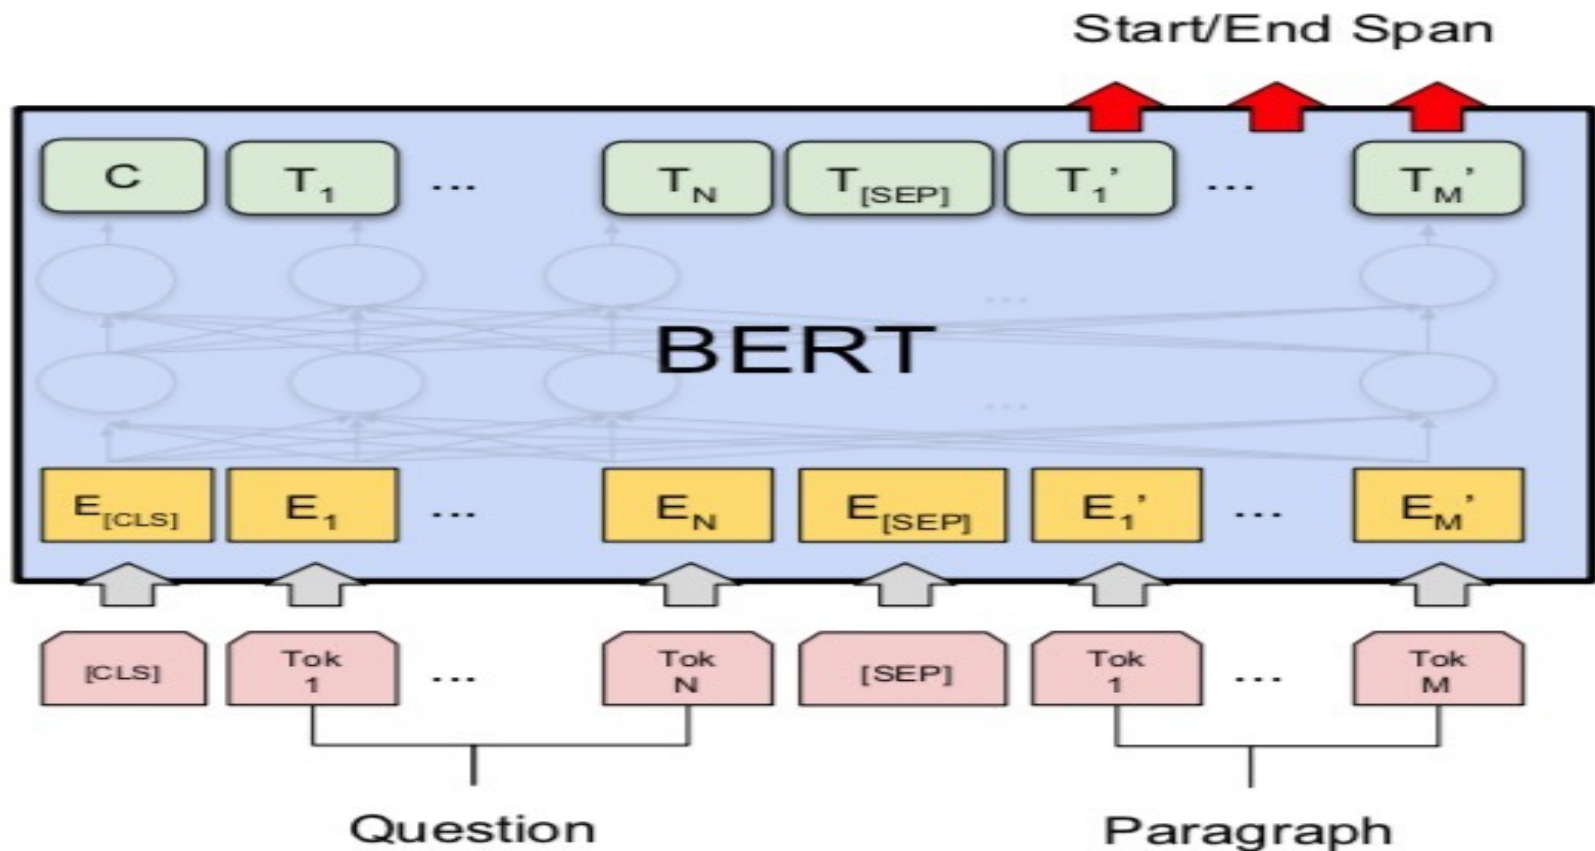 Start/End Span
C T1 ... TN T[SEP] T1' ... TM'
...
BERT
...
E[CLS] E1 ... EN E[SEP] E1' ... EM'
[CLS] Tok 1 ... Tok N [SEP] Tok 1 ... Tok M
Question Paragraph